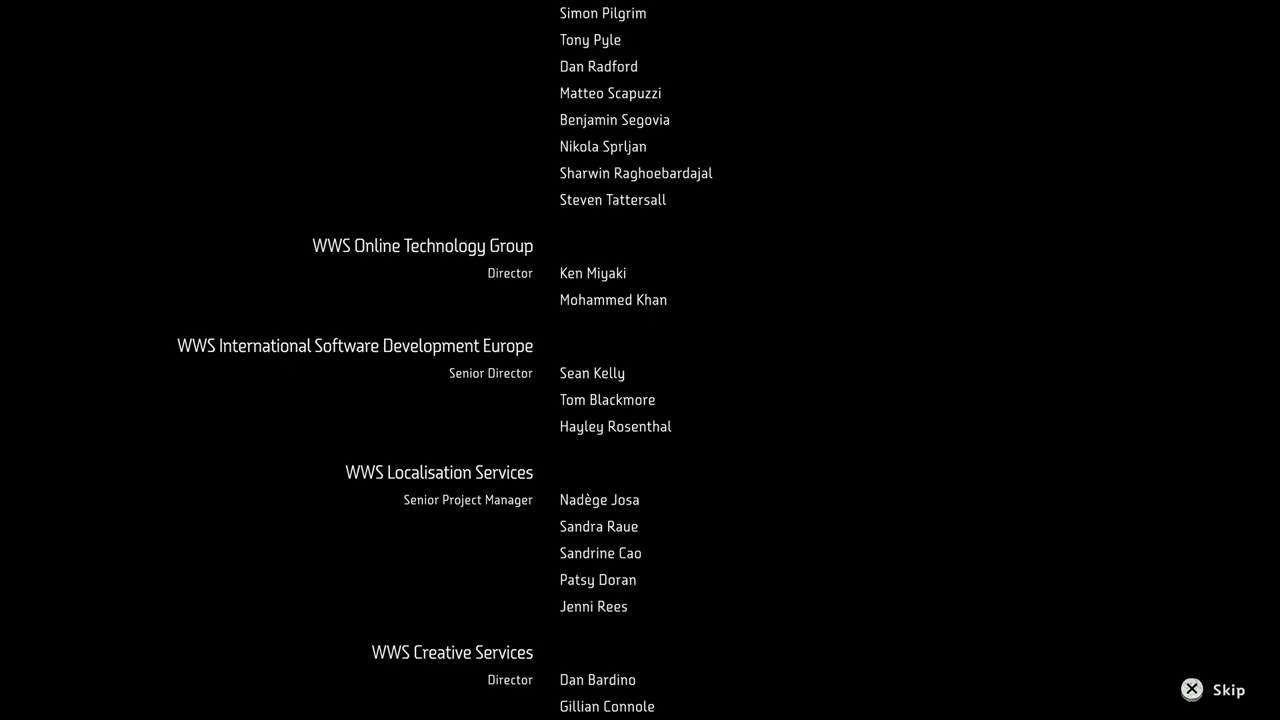 Simon Pilgrim
Tony Pyle
Dan Radford
Matteo Scapuzzi
Benjamin Segovia
Nikola Sprljan
Sharwin Raghoebardajal
Steven Tattersall
WWS Online Technology Group
Director Ken Miyaki
Mohammed Khan
WWS International Software Development Europe
Senior Director Sean Kelly
Tom Blackmore
Hayley Rosenthal
WWS Localisation Services
Senior Project Manager Nadège Josa
Sandra Raue
Sandrine Cao
Patsy Doran
Jenni Rees
WWS Creative Services
Director Dan Bardino
Gillian Connole
Skip